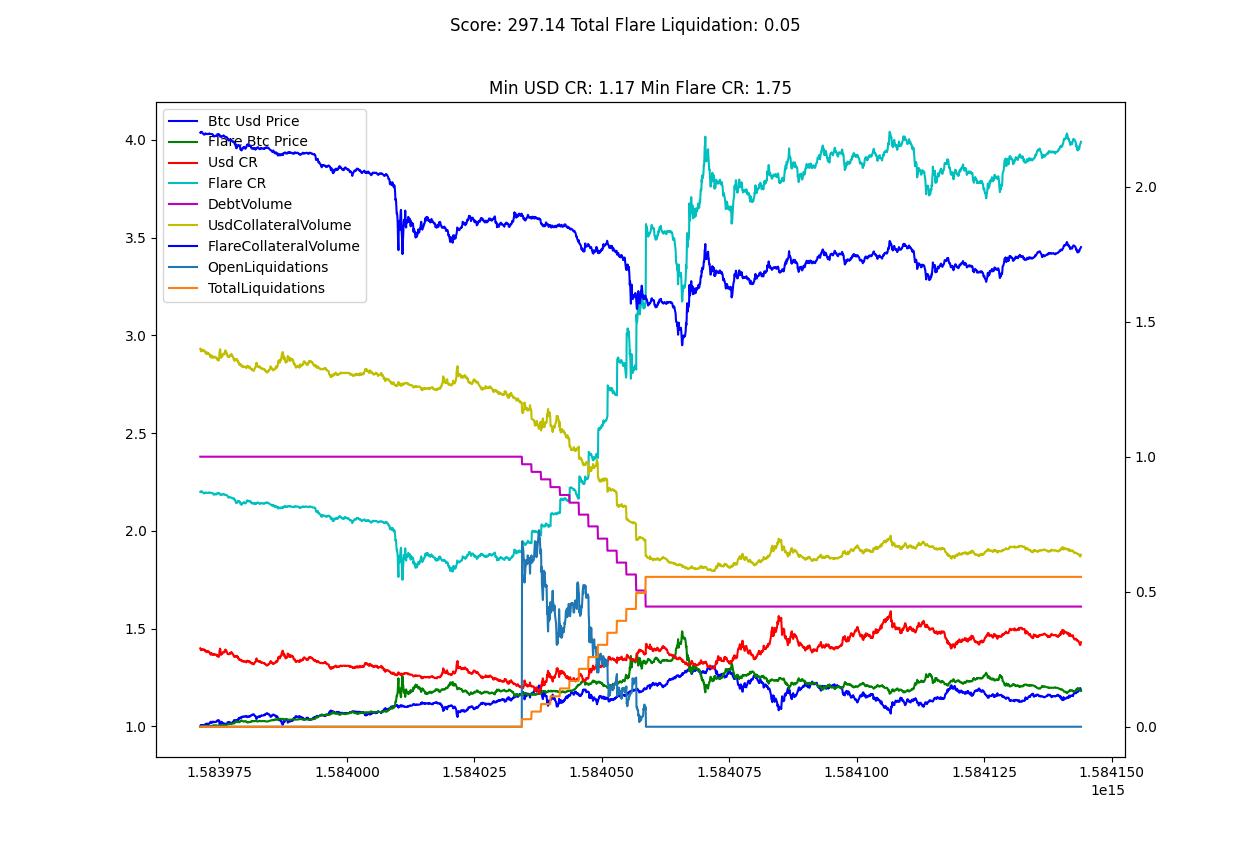 Score: 297.14 Total Flare Liquidation: 0.05
Min USD CR: 1.17 Min Flare CR: 1.75
Btc Usd Price
Flare Btc Price
Usd CR
Flare CR
DebtVolume
UsdCollateralVolume
FlareCollateralVolume
OpenLiquidations
TotalLiquidations
4.0
3.5
3.0
2.5
2.0
1.5
1.0
2.0
1.5
1.0
0.5
0.0
1.583975 1.584000 1.584025 1.584050 1.584075 1.584100 1.584125 1.584150
1e15